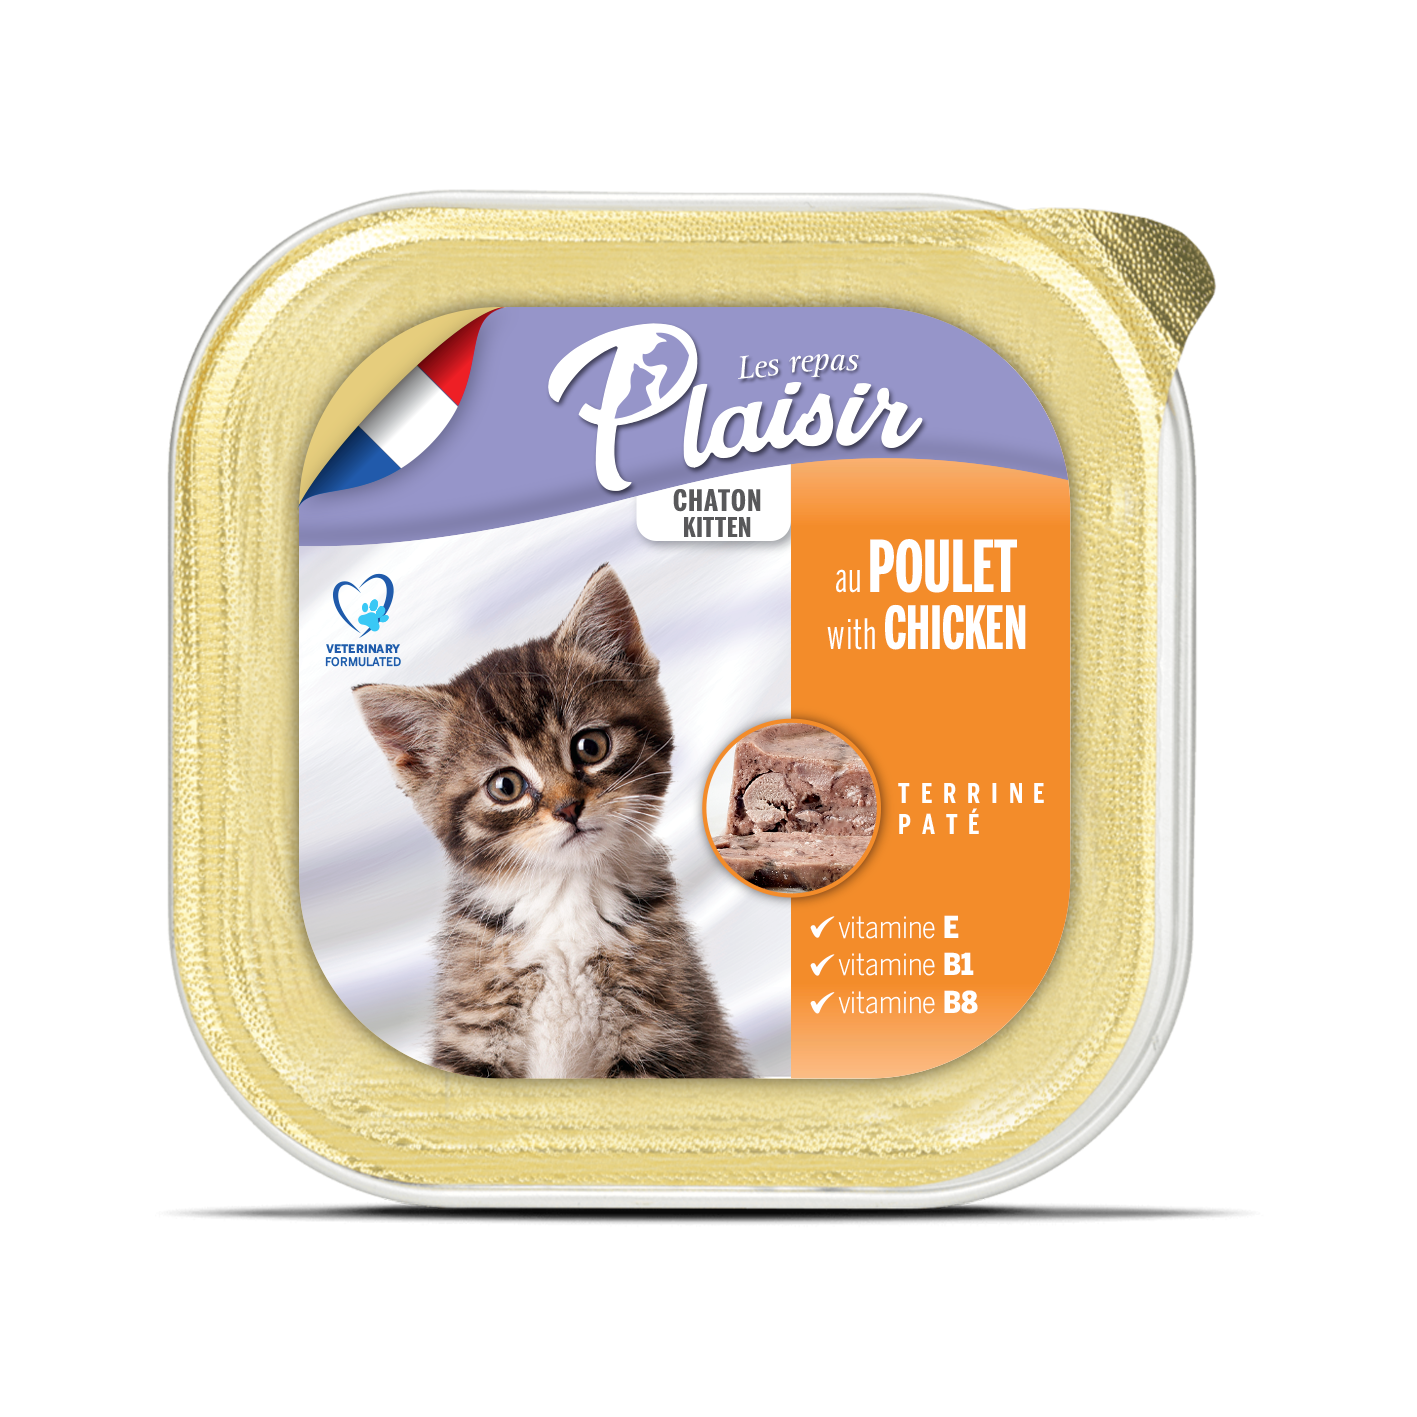 Les repas
Plaisir
CHATON
KITTEN
au POULET
with CHICKEN
VETERINARY
FORMULATED
TERRINE
PATÉ
vitamine E
vitamine B1
vitamine B8